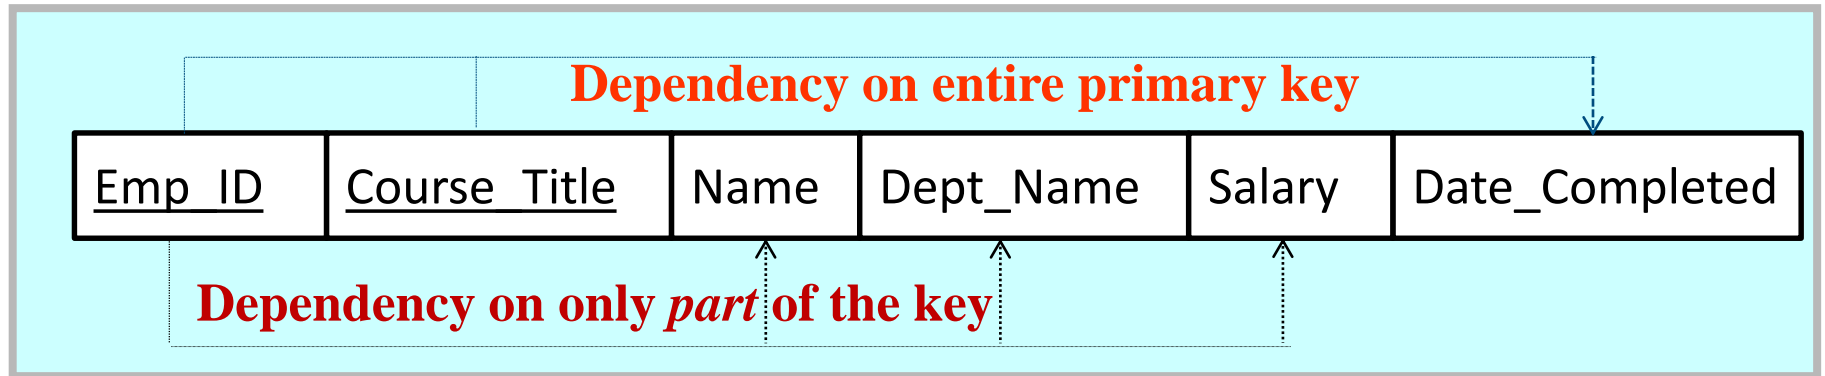 Dependency on entire primary key
Emp_ID Course_Title Name Dept_Name Salary Date_Completed
Dependency on only part of the key